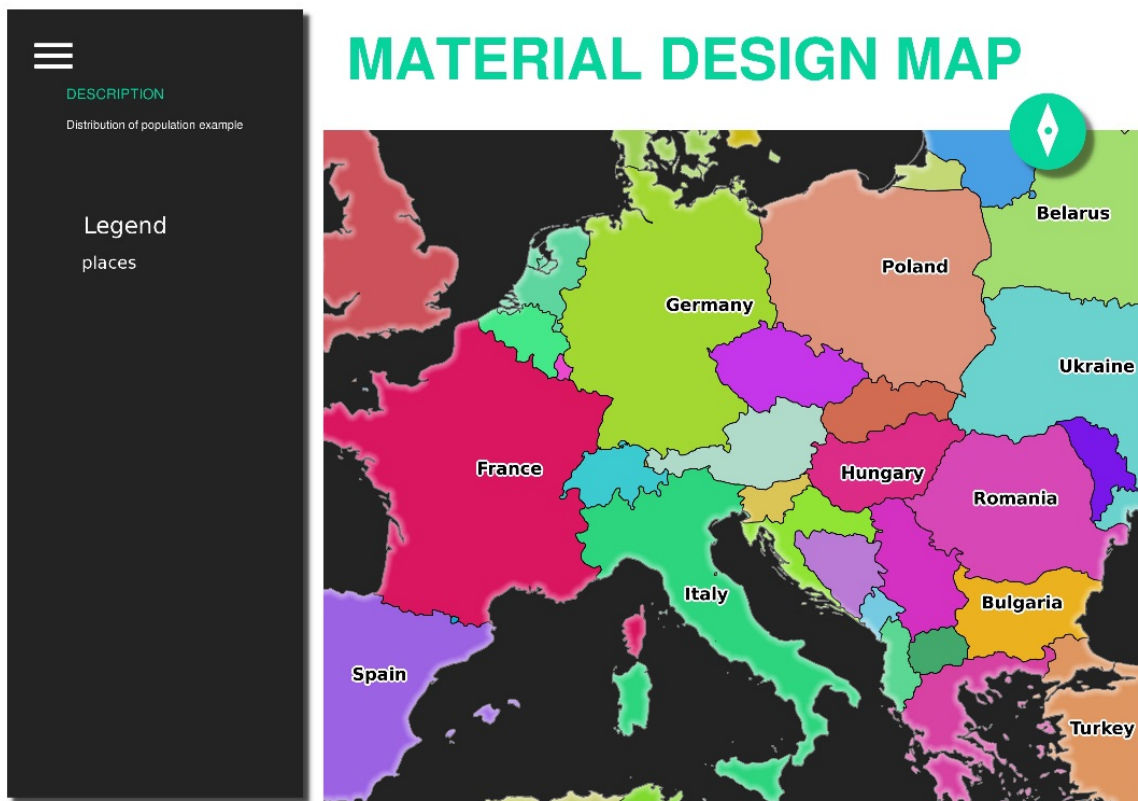 MATERIAL DESIGN MAP
DESCRIPTION
Distribution of population example
Legend
places
Belarus
Poland
Germany
Ukraine
France
Hungary
Romania
Italy
Bulgaria
Spain
Turkey